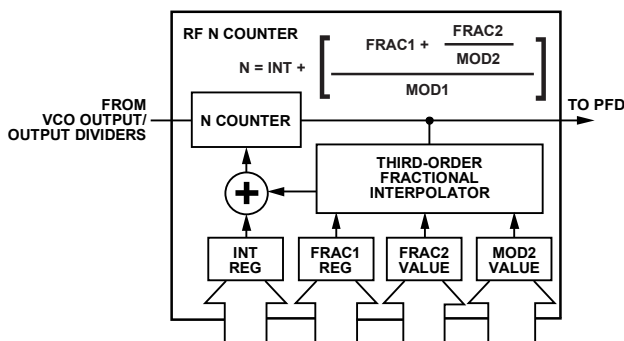 RF N COUNTER
N = INT +
FRAC1 +
FRAC2
MOD2
MOD1
FROM
VCO OUTPUT/
OUTPUT DIVIDERS
N COUNTER
TO PFD
THIRD-ORDER
FRACTIONAL
INTERPOLATOR
+
INT
REG
FRAC1
REG
FRAC2
VALUE
MOD2
VALUE